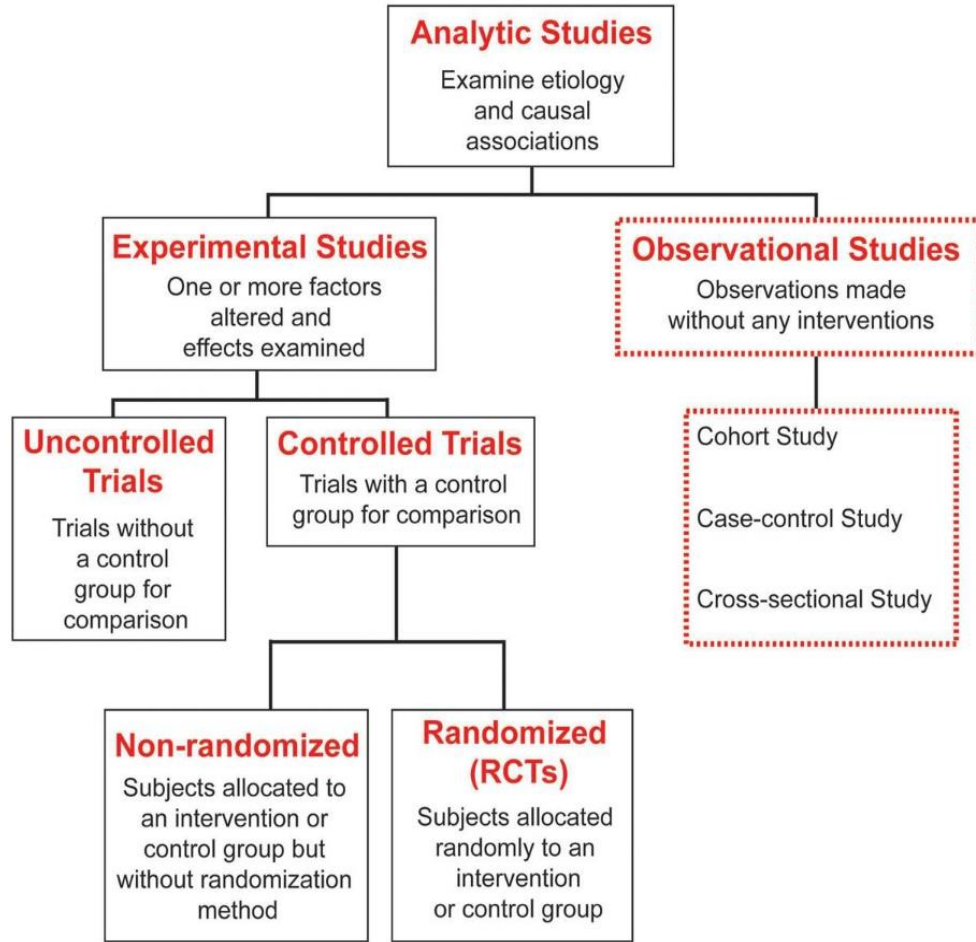 Analytic Studies
Examine etiology
and causal
associations
Experimental Studies
One or more factors
altered and
effects examined
Observational Studies
Observations made
without any interventions
Uncontrolled
Trials
Trials without
a control
group for
comparison
Controlled Trials
Trials with a control
group for comparison
Cohort Study
Case-control Study
Cross-sectional Study
Non-randomized
Subjects allocated to
an intervention or
control group but
without randomization
method
Randomized
(RCTs)
Subjects allocated
randomly to an
intervention
or control group